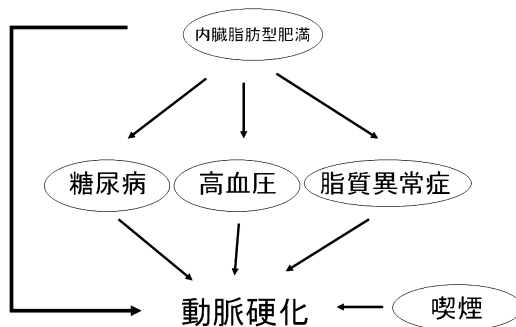 内臓脂肪型肥満
糖尿病
高血圧
脂質異常症
動脈硬化
喫煙